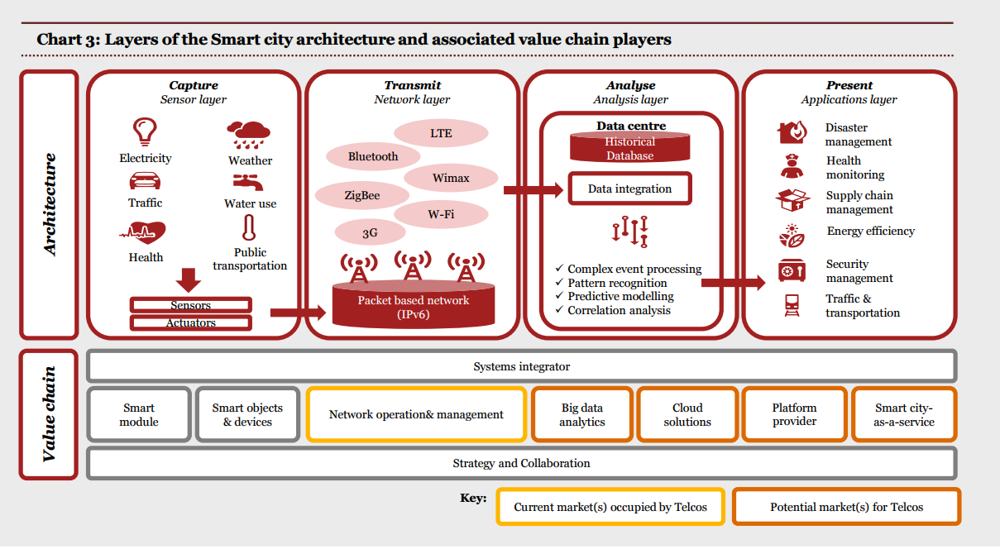 Chart 3: Layers of the Smart city architecture and associated value chain players
Architecture
Capture
Sensor layer
Electricity
Weather
Traffic
Water use
Health
Public
transportation
Sensors
Actuators
Transmit
Network layer
LTE
Bluetooth
Wimax
ZigBee
W-Fi
3G
Packet based network
(IPv6)
Analyse
Analysis layer
Data centre
Historical
Database
Data integration
✓ Complex event processing
✓ Pattern recognition
✓ Predictive modelling
✓ Correlation analysis
Present
Applications layer
Disaster
management
Health
monitoring
Supply chain
management
Energy efficiency
Security
management
Traffic &
transportation
Value chain
Systems integrator
Smart
module
Smart objects
& devices
Network operation& management
Big data
analytics
Cloud
solutions
Platform
provider
Smart city-
as-a-service
Strategy and Collaboration
Key:
Current market(s) occupied by Telcos
Potential market(s) for Telcos